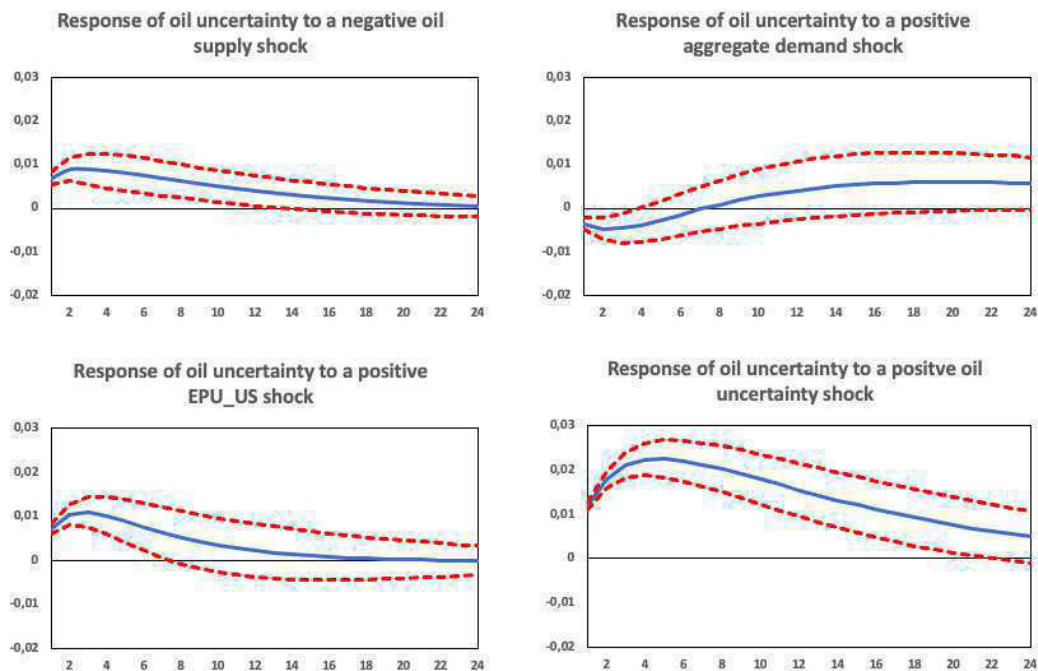 Response of oil uncertainty to a negative oil
supply shock
0,03
0,02
0,01
0
-0,01
-0,02
2 4 6 8 10 12 14 16 18 20 22 24
Response of oil uncertainty to a positive
aggregate demand shock
0,03
0,02
0,01
0
-0,01
-0,02
2 4 6 8 10 12 14 16 18 20 22 24
Response of oil uncertainty to a positive
EPU_US shock
0,03
0,02
0,01
0
-0,01
-0,02
2 4 6 8 10 12 14 16 18 20 22 24
Response of oil uncertainty to a positve oil
uncertainty shock
0,03
0,02
0,01
0
-0,01
-0,02
2 4 6 8 10 12 14 16 18 20 22 24